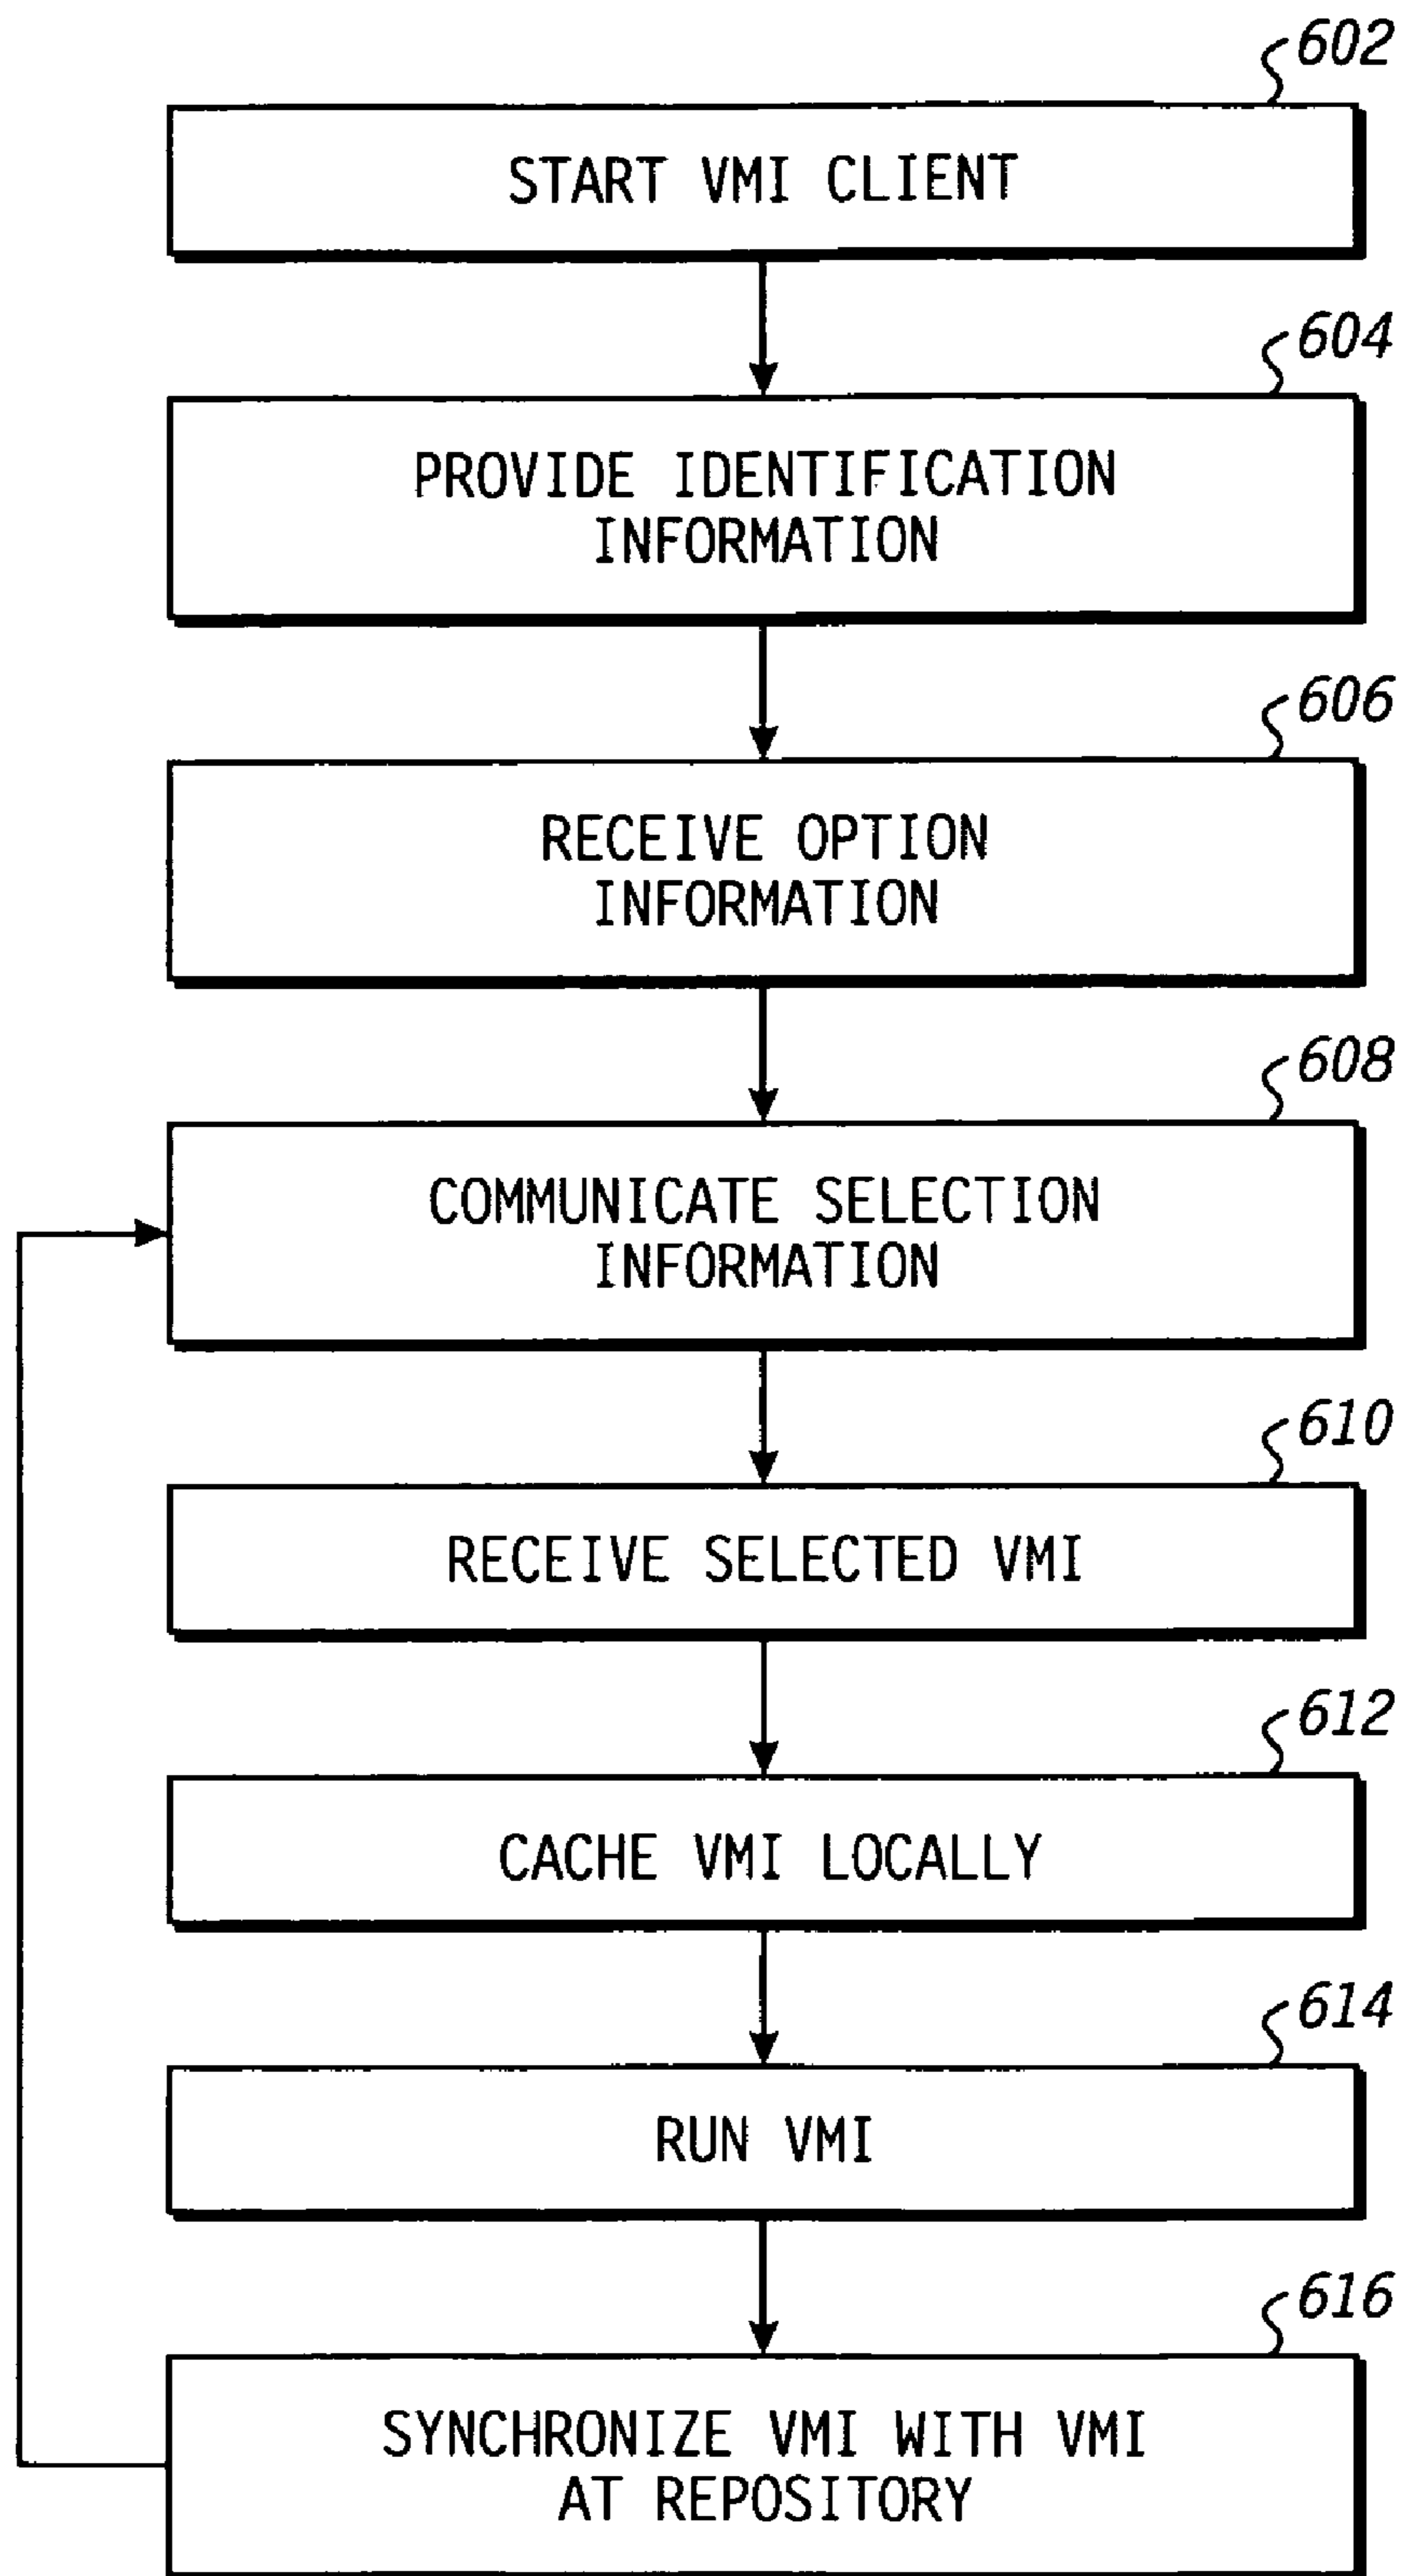 602
START VMI CLIENT
604
PROVIDE IDENTIFICATION
INFORMATION
606
RECEIVE OPTION
INFORMATION
608
COMMUNICATE SELECTION
INFORMATION
610
RECEIVE SELECTED VMI
612
CACHE VMI LOCALLY
614
RUN VMI
616
SYNCHRONIZE VMI WITH VMI
AT REPOSITORY